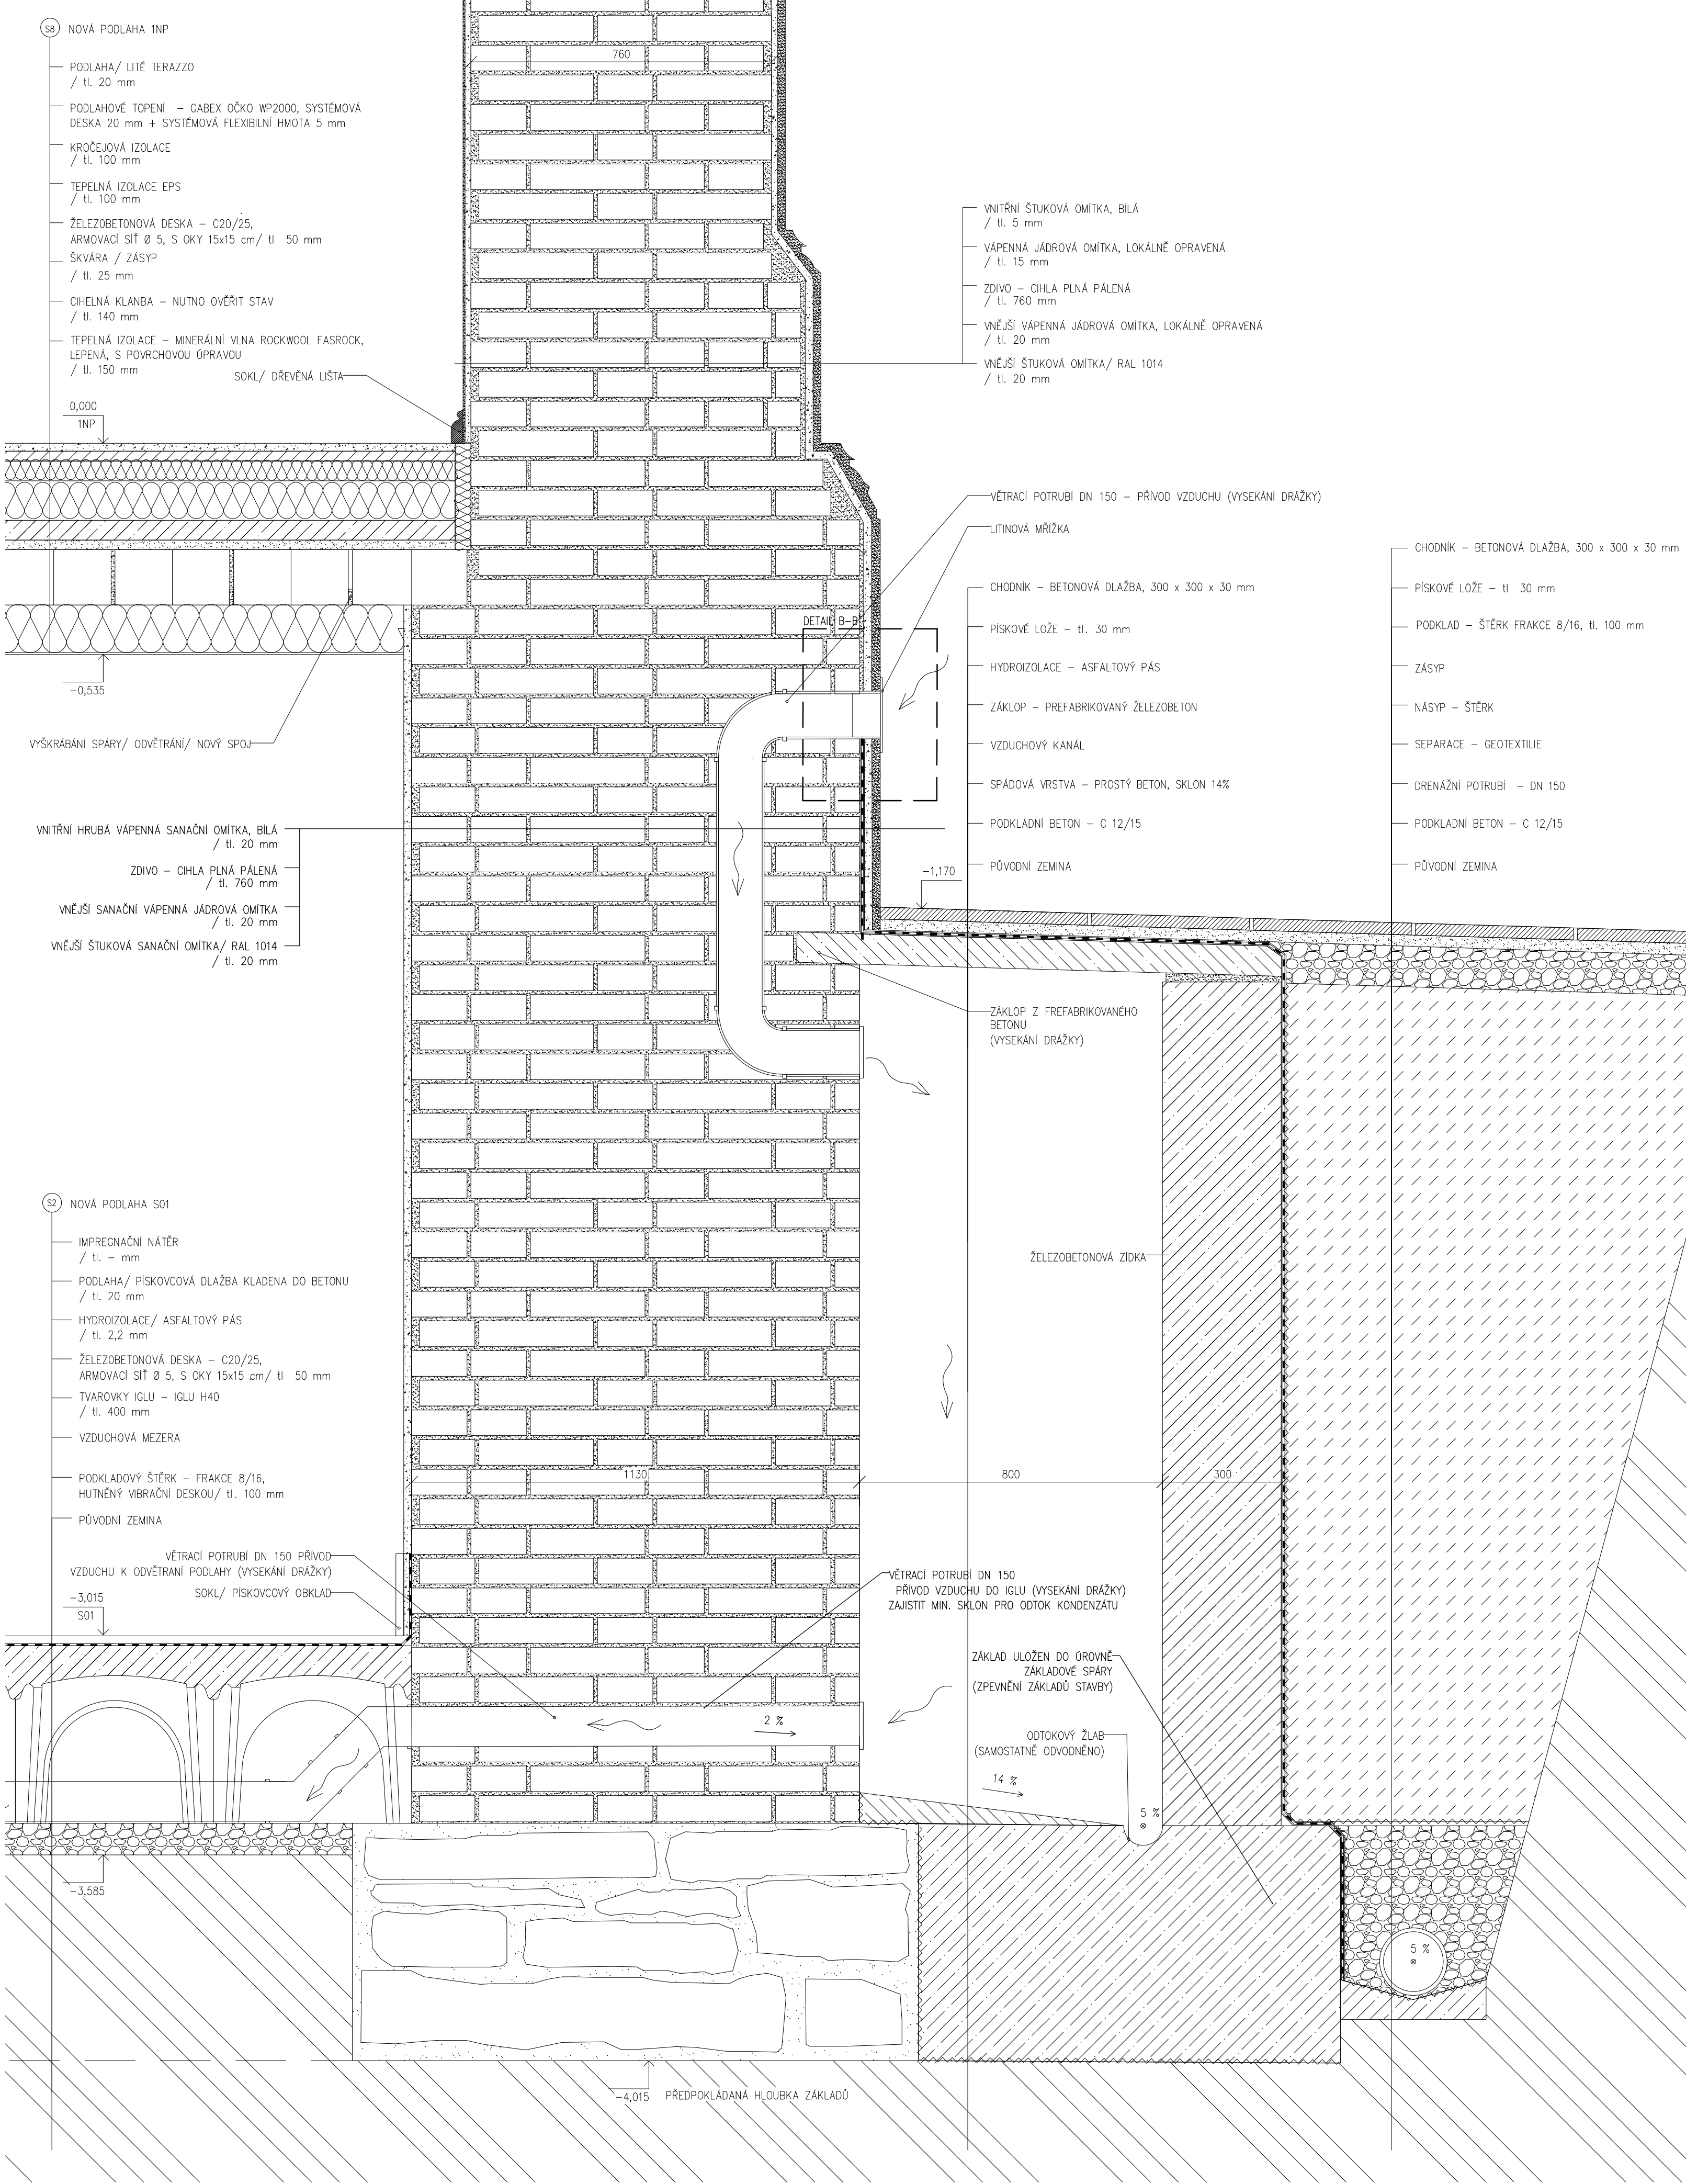 S8 NOVÁ PODLAHA 1NP
PODLAHA/ LITÉ TERAZZO
/ tl. 20 mm
PODLAHOVÉ TOPENÍ – GABEX OČKO WP2000, SYSTÉMOVÁ
DESKA 20 mm + SYSTÉMOVÁ FLEXIBILNÍ HMOTA 5 mm
KROČEJOVÁ IZOLACE
/ tl. 100 mm
TEPELNÁ IZOLACE EPS
/ tl. 100 mm
ŽELEZOBETONOVÁ DESKA – C20/25,
ARMOVACÍ SÍŤ Ø 5, S OKY 15x15 cm/ tl 50 mm
ŠKVÁRA / ZÁSYP
/ tl. 25 mm
CIHELNÁ KLANBA – NUTNO OVĚŘIT STAV
/ tl. 140 mm
TEPELNÁ IZOLACE – MINERÁLNÍ VLNA ROCKWOOL FASROCK,
LEPENÁ, S POVRCHOVOU ÚPRAVOU
/ tl. 150 mm
SOKL/ DŘEVĚNÁ LIŠTA
0,000
1NP
760
VNITŘNÍ ŠTUKOVÁ OMÍTKA, BÍLÁ
/ tl. 5 mm
VÁPENNÁ JÁDROVÁ OMÍTKA, LOKÁLNĚ OPRAVENÁ
/ tl. 15 mm
ZDIVO – CIHLA PLNÁ PÁLENÁ
/ tl. 760 mm
VNĚJŠÍ VÁPENNÁ JÁDROVÁ OMÍTKA, LOKÁLNĚ OPRAVENÁ
/ tl. 20 mm
VNĚJŠÍ ŠTUKOVÁ OMÍTKA/ RAL 1014
/ tl. 20 mm
VĚTRACÍ POTRUBÍ DN 150 – PŘÍVOD VZDUCHU (VYSEKÁNÍ DRÁŽKY)
LITINOVÁ MŘÍŽKA
CHODNÍK – BETONOVÁ DLAŽBA, 300 x 300 x 30 mm
PÍSKOVÉ LOŽE – tl. 30 mm
HYDROIZOLACE – ASFALTOVÝ PÁS
ZÁKLOP – PREFABRIKOVANÝ ŽELEZOBETON
VZDUCHOVÝ KANÁL
SPÁDOVÁ VRSTVA – PROSTÝ BETON, SKLON 14%
PODKLADNÍ BETON – C 12/15
PŮVODNÍ ZEMINA
CHODNÍK – BETONOVÁ DLAŽBA, 300 x 300 x 30 mm
PÍSKOVÉ LOŽE – tl 30 mm
PODKLAD – ŠTĚRK FRAKCE 8/16, tl. 100 mm
ZÁSYP
NÁSYP – ŠTĚRK
SEPARACE – GEOTEXTILIE
DRENÁŽNÍ POTRUBÍ – DN 150
PODKLADNÍ BETON – C 12/15
PŮVODNÍ ZEMINA
DETAIL B–B
–0,535
VYŠKRÁBÁNÍ SPÁRY/ ODVĚTRÁNÍ/ NOVÝ SPOJ
VNITŘNÍ HRUBÁ VÁPENNÁ SANAČNÍ OMÍTKA, BÍLÁ
/ tl. 20 mm
ZDIVO – CIHLA PLNÁ PÁLENÁ
/ tl. 760 mm
VNĚJŠÍ SANAČNÍ VÁPENNÁ JÁDROVÁ OMÍTKA
/ tl. 20 mm
VNĚJŠÍ ŠTUKOVÁ SANAČNÍ OMÍTKA/ RAL 1014
/ tl. 20 mm
–1,170
ZÁKLOP Z FREFABRIKOVANÉHO
BETONU
(VYSEKÁNÍ DRÁŽKY)
ŽELEZOBETONOVÁ ZÍDKA
S2 NOVÁ PODLAHA S01
IMPREGNAČNÍ NÁTĚR
/ tl. – mm
PODLAHA/ PÍSKOVCOVÁ DLAŽBA KLADENA DO BETONU
/ tl. 20 mm
HYDROIZOLACE/ ASFALTOVÝ PÁS
/ tl. 2,2 mm
ŽELEZOBETONOVÁ DESKA – C20/25,
ARMOVACÍ SÍŤ Ø 5, S OKY 15x15 cm/ tl 50 mm
TVAROVKY IGLU – IGLU H40
/ tl. 400 mm
VZDUCHOVÁ MEZERA
PODKLADOVÝ ŠTĚRK – FRAKCE 8/16,
HUTNĚNÝ VIBRAČNÍ DESKOU/ tl. 100 mm
PŮVODNÍ ZEMINA
1130
800
300
VĚTRACÍ POTRUBÍ DN 150 PŘÍVOD
VZDUCHU K ODVĚTRANÍ PODLAHY (VYSEKÁNÍ DRÁŽKY)
SOKL/ PÍSKOVCOVÝ OBKLAD
–3,015
S01
VĚTRACÍ POTRUBÍ DN 150
PŘÍVOD VZDUCHU DO IGLU (VYSEKÁNÍ DRÁŽKY)
ZAJISTIT MIN. SKLON PRO ODTOK KONDENZÁTU
ZÁKLAD ULOŽEN DO ÚROVNĚ
ZÁKLADOVÉ SPÁRY
(ZPEVNĚNÍ ZÁKLADŮ STAVBY)
2 %
ODTOKOVÝ ŽLAB
(SAMOSTATNĚ ODVODNĚNO)
14 %
5 %
–3,585
5 %
–4,015 PŘEDPOKLÁDANÁ HLOUBKA ZÁKLADŮ